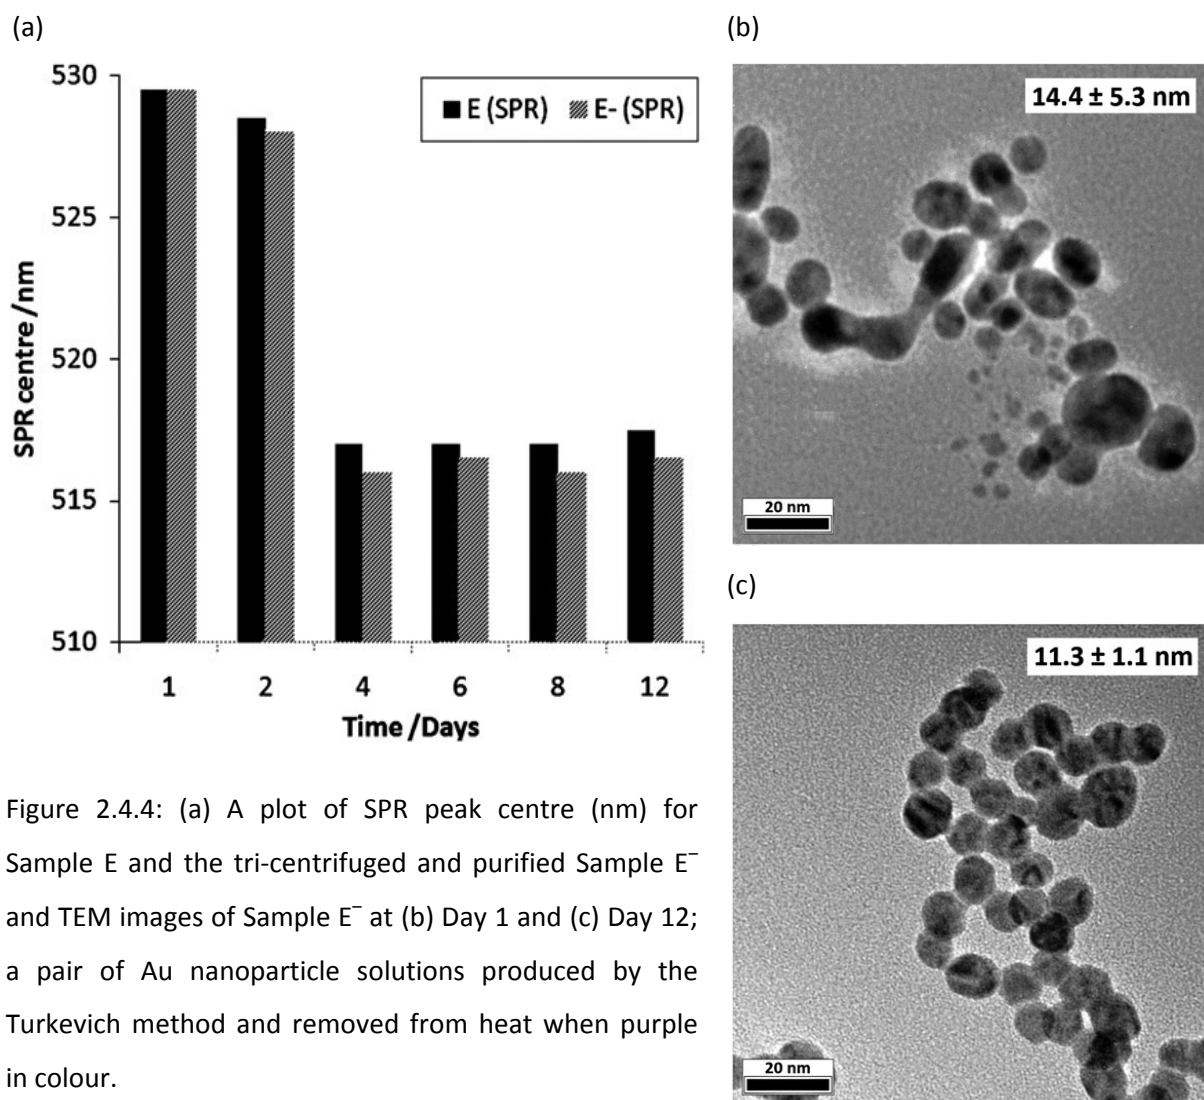 (a)
530
525
520
515
510
SPR centre /nm
E (SPR) E- (SPR)
1 2 4 6 8 12
Time /Days
(b)
14.4 ± 5.3 nm
20 nm
(c)
11.3 ± 1.1 nm
20 nm
Figure 2.4.4: (a) A plot of SPR peak centre (nm) for
Sample E and the tri-centrifuged and purified Sample E⁻
and TEM images of Sample E⁻ at (b) Day 1 and (c) Day 12;
a pair of Au nanoparticle solutions produced by the
Turkevich method and removed from heat when purple
in colour.